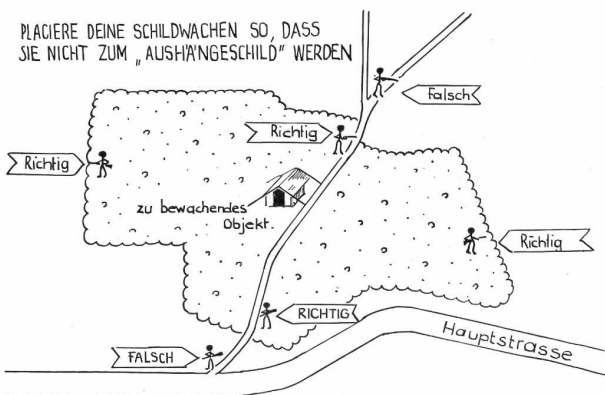 PLACIERE DEINE SCHILDWACHEN SO, DASS
SIE NICHT ZUM „AUSHÄNGESCHILD" WERDEN
Falsch
Richtig
Richtig
zu bewachendes
Objekt.
Richtig
RICHTIG
FALSCH
Hauptstrasse